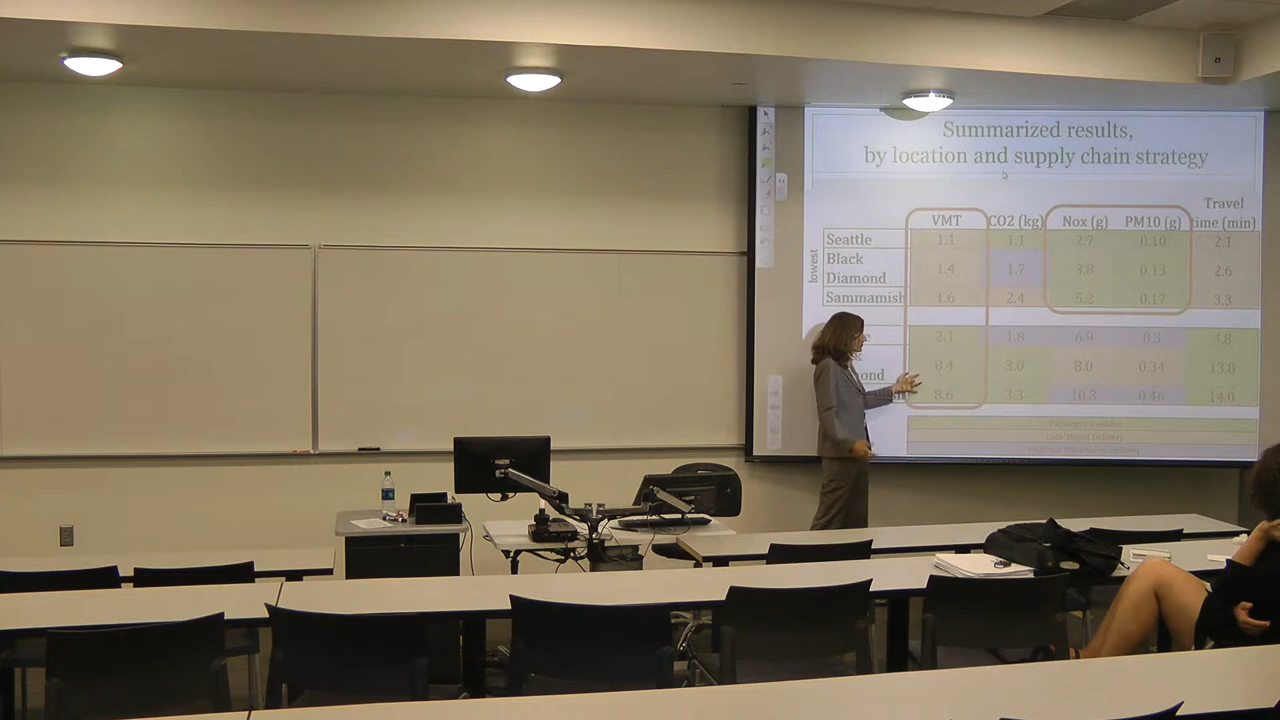 Summarized results,
by location and supply chain strategy
Travel
VMT CO2 (kg) Nox (g) PM10 (g) time (min)
lowest
Seattle 1.1 1.1 2.7 0.10 2.1
Black
Diamond 1.4 1.7 3.8 0.13 2.6
Sammamish 1.6 2.4 5.2 0.17 3.3
2.1 1.8 6.9 0.3 3.8
8.4 3.0 8.0 0.34 13.8
8.6 3.3 10.3 0.46 14.0